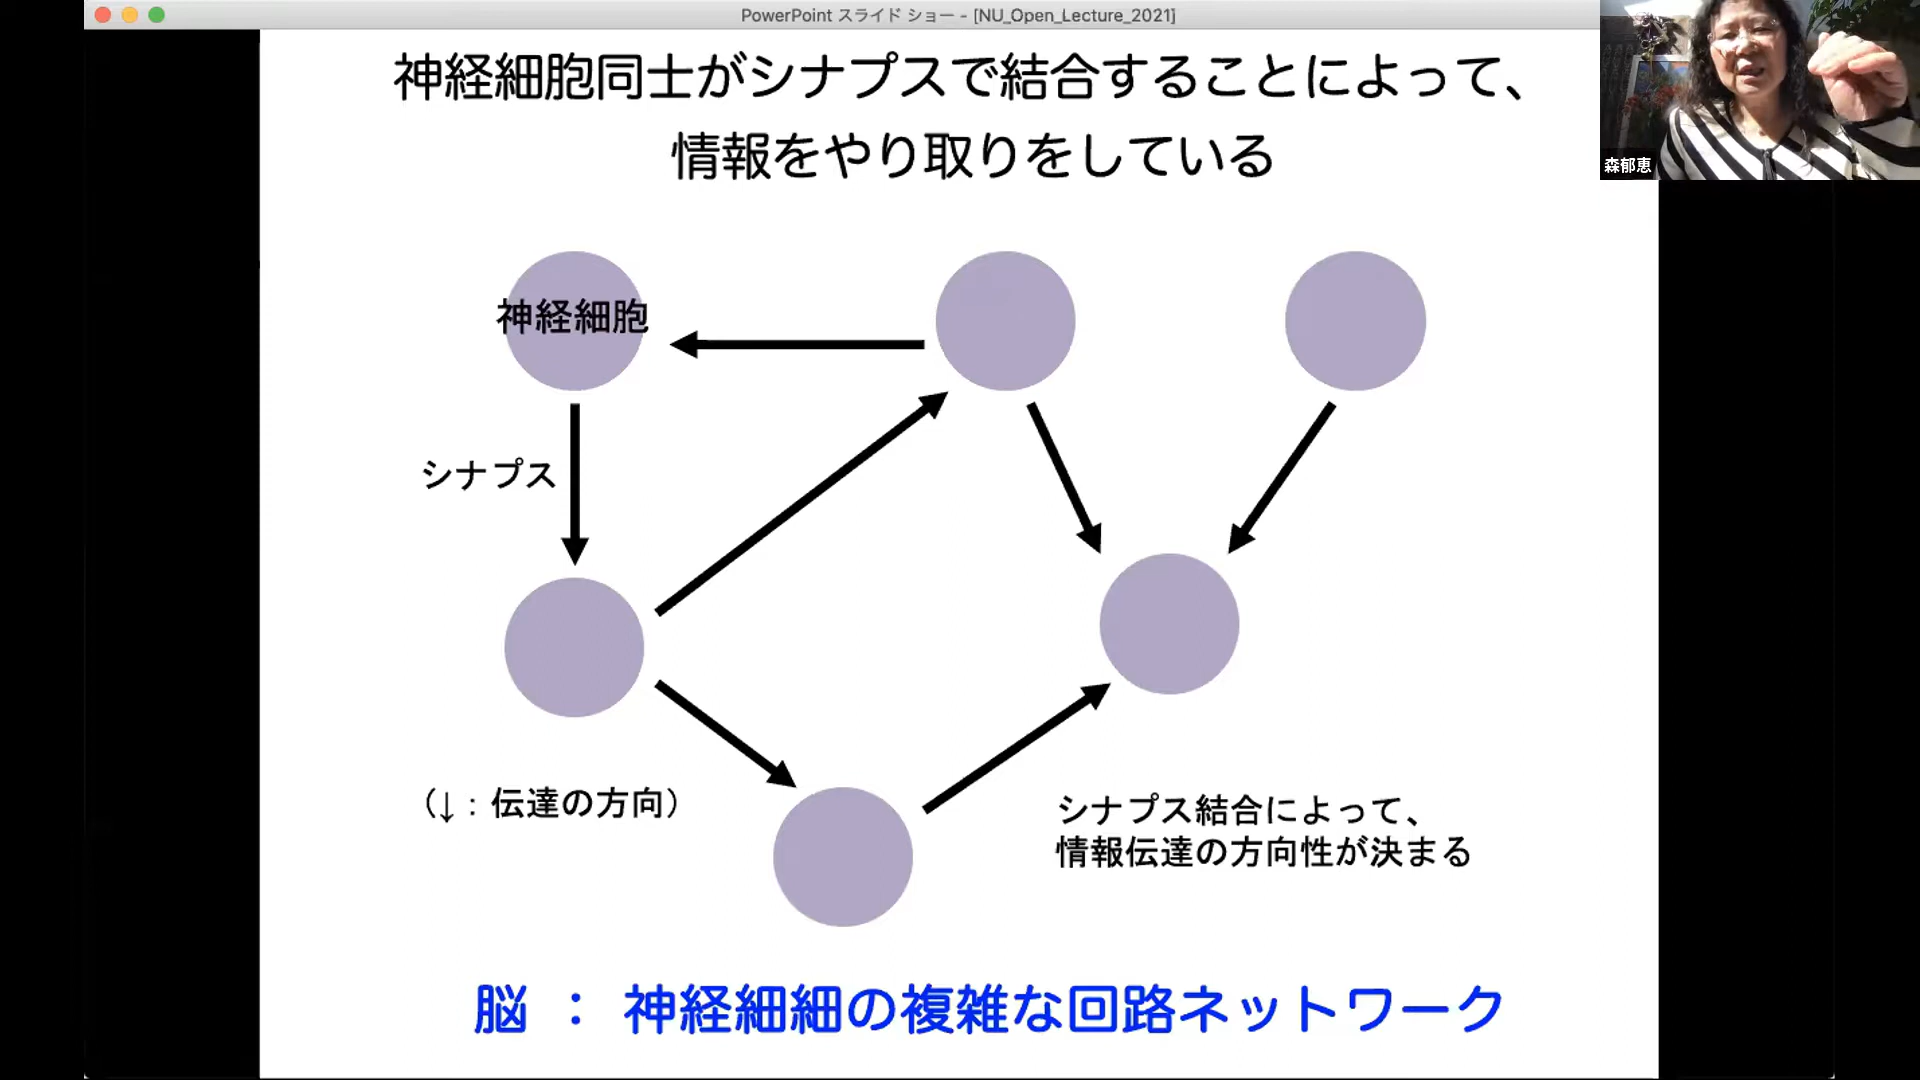 PowerPoint スライド ショー - [NU_Open_Lecture_2021]
神経細胞同士がシナプスで結合することによって、
情報をやり取りをしている
森郁恵
神経細胞
シナプス
（↓：伝達の方向）
シナプス結合によって、
情報伝達の方向性が決まる
脳 ： 神経細細の複雑な回路ネットワーク